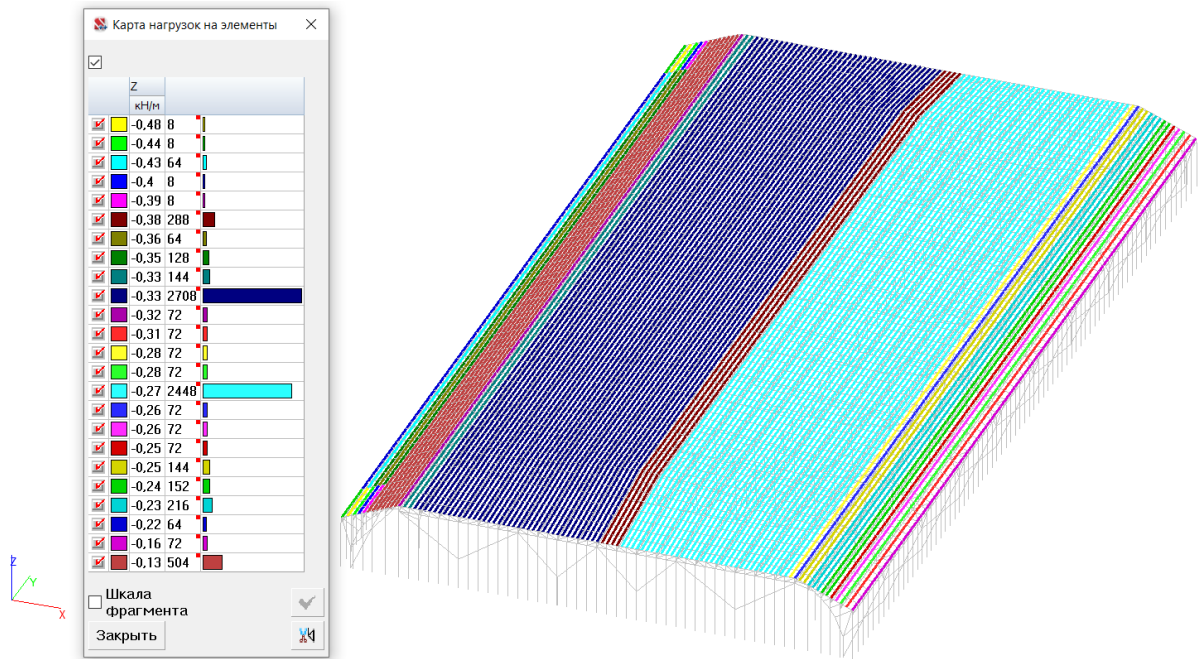 Карта нагрузок на элементы
Z
кН/м
-0,48 8
-0,44 8
-0,43 64
-0,4 8
-0,39 8
-0,38 288
-0,36 64
-0,35 128
-0,33 144
-0,33 2708
-0,32 72
-0,31 72
-0,28 72
-0,28 72
-0,27 2448
-0,26 72
-0,26 72
-0,25 72
-0,25 144
-0,24 152
-0,23 216
-0,22 64
-0,16 72
-0,13 504
Шкала
фрагмента
Закрыть
Z
Y
X